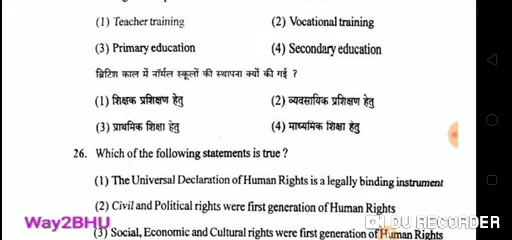 (1) Teacher training (2) Vocational training
(3) Primary education (4) Secondary education
ब्रिटिश काल में नॉर्मल स्कूलों की स्थापना क्यों की गई ?
(1) शिक्षक प्रशिक्षण हेतु (2) व्यवसायिक प्रशिक्षण हेतु
(3) प्राथमिक शिक्षा हेतु (4) माध्यमिक शिक्षा हेतु
26. Which of the following statements is true ?
(1) The Universal Declaration of Human Rights is a legally binding instrument
(2) Civil and Political rights were first generation of Human Rights
Way2BHU DU RECORDER
(3) Social, Economic and Cultural rights were first generation of Human Rights